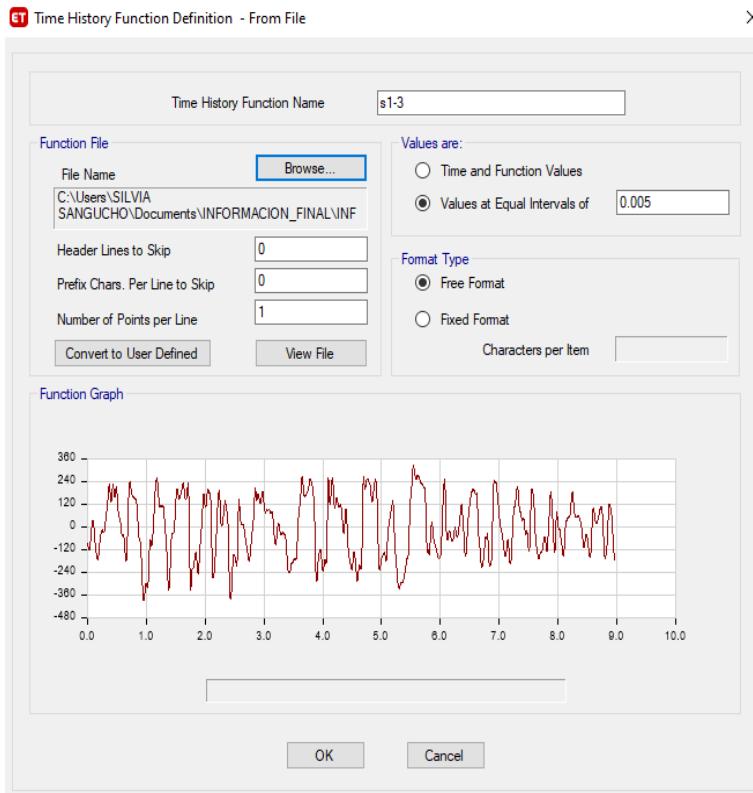 ET Time History Function Definition - From File
Time History Function Name s1-3
Function File
File Name Browse...
C:\Users\SILVIA
SANGUCHO\Documents\INFORMACION_FINAL\INF
Header Lines to Skip 0
Prefix Chars. Per Line to Skip 0
Number of Points per Line 1
Convert to User Defined View File
Values are:
Time and Function Values
Values at Equal Intervals of 0.005
Format Type
Free Format
Fixed Format
Characters per Item
Function Graph
360
240
120
0
-120
-240
-360
-480
0.0 1.0 2.0 3.0 4.0 5.0 6.0 7.0 8.0 9.0 10.0
OK Cancel